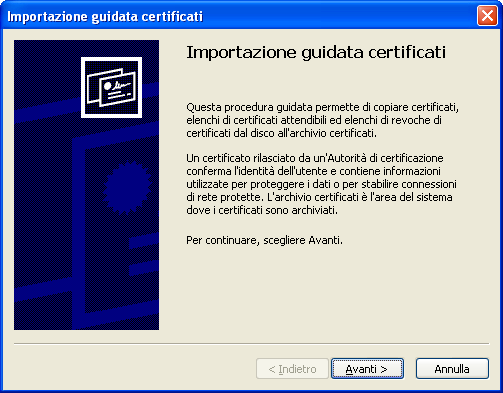 Importazione guidata certificati
Importazione guidata certificati
Questa procedura guidata permette di copiare certificati,
elenchi di certificati attendibili ed elenchi di revoche di
certificati dal disco all'archivio certificati.
Un certificato rilasciato da un'Autorità di certificazione
conferma l'identità dell'utente e contiene informazioni
utilizzate per proteggere i dati o per stabilire connessioni
di rete protette. L'archivio certificati è l'area del sistema
dove i certificati sono archiviati.
Per continuare, scegliere Avanti.
< Indietro
Avanti >
Annulla